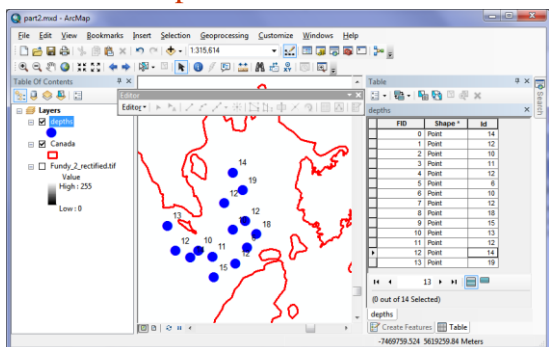 part2.mxd - ArcMap
File Edit View Bookmarks Insert Selection Geoprocessing Customize Windows Help
1:315,614
Table Of Contents
Layers
depths
Canada
Fundy_2_rectified.tif
Value
High : 255
Low : 0
Editor
Editor
14
19
12
13
12
18
12
10
11
12
15
Table
depths
FID Shape * Id
0 Point 14
1 Point 12
2 Point 10
3 Point 11
4 Point 12
5 Point 6
6 Point 10
7 Point 12
8 Point 18
9 Point 15
10 Point 13
11 Point 12
12 Point 14
13 Point 19
13
(0 out of 14 Selected)
depths
Create Features Table
Search
-7469759.524 5619259.84 Meters